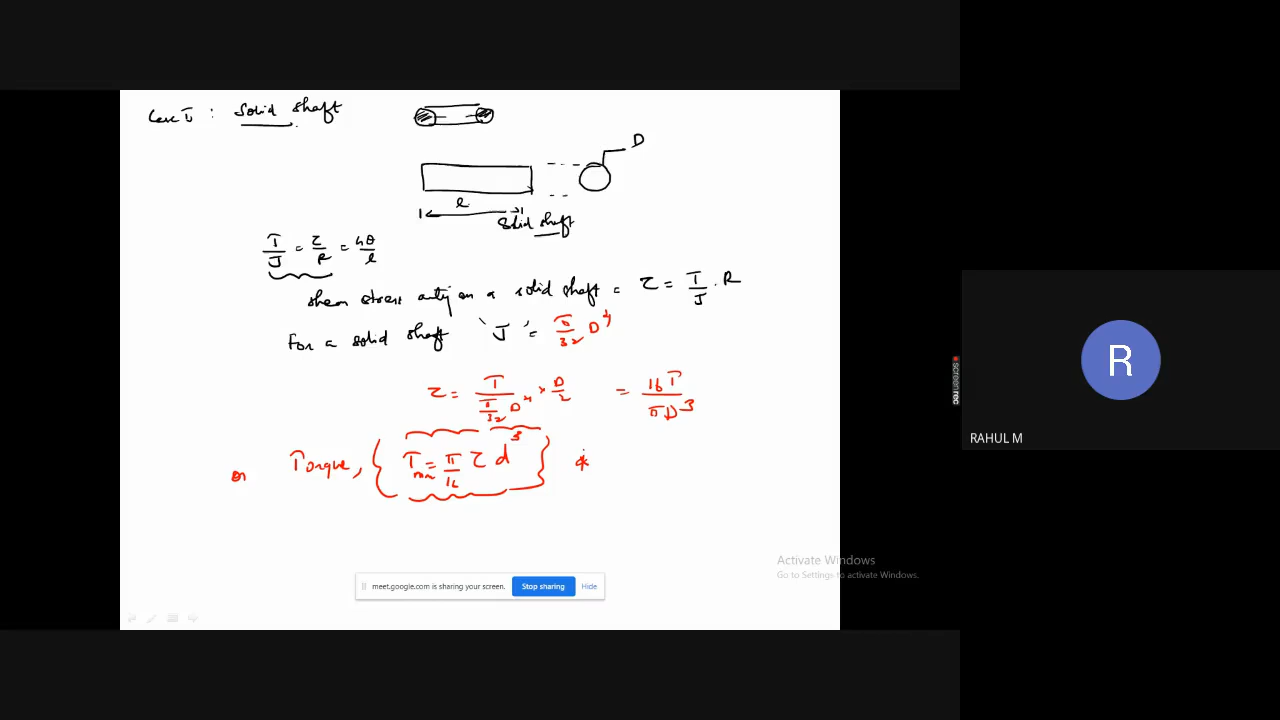 Case I : Solid shaft
D
l
Solid shaft
T/J = τ/R = Gθ/l
Shear stress acting on a solid shaft = τ = T/J . R
For a solid shaft 'J' = π/32 D⁴
τ = T/(π/32 D⁴) × D/2 = 16T/πD³
or Torque, { Tmax = π/16 τ d³ } *
R
RAHUL M
screenrec
Activate Windows
Go to Settings to activate Windows.
meet.google.com is sharing your screen. Stop sharing Hide